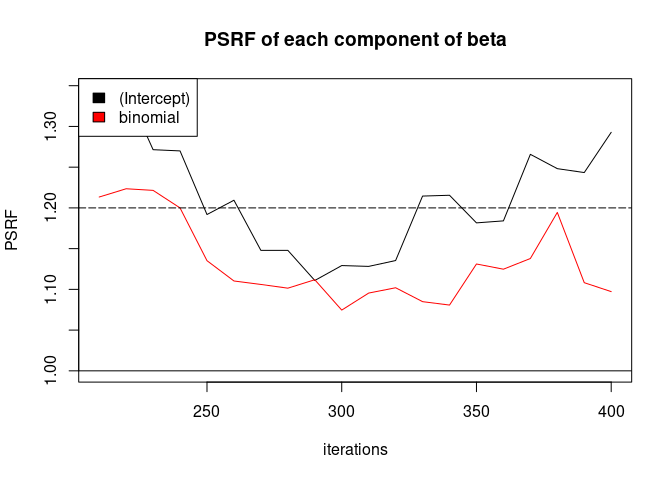 PSRF of each component of beta
(Intercept)
binomial
PSRF
1.30
1.20
1.10
1.00
250 300 350 400
iterations